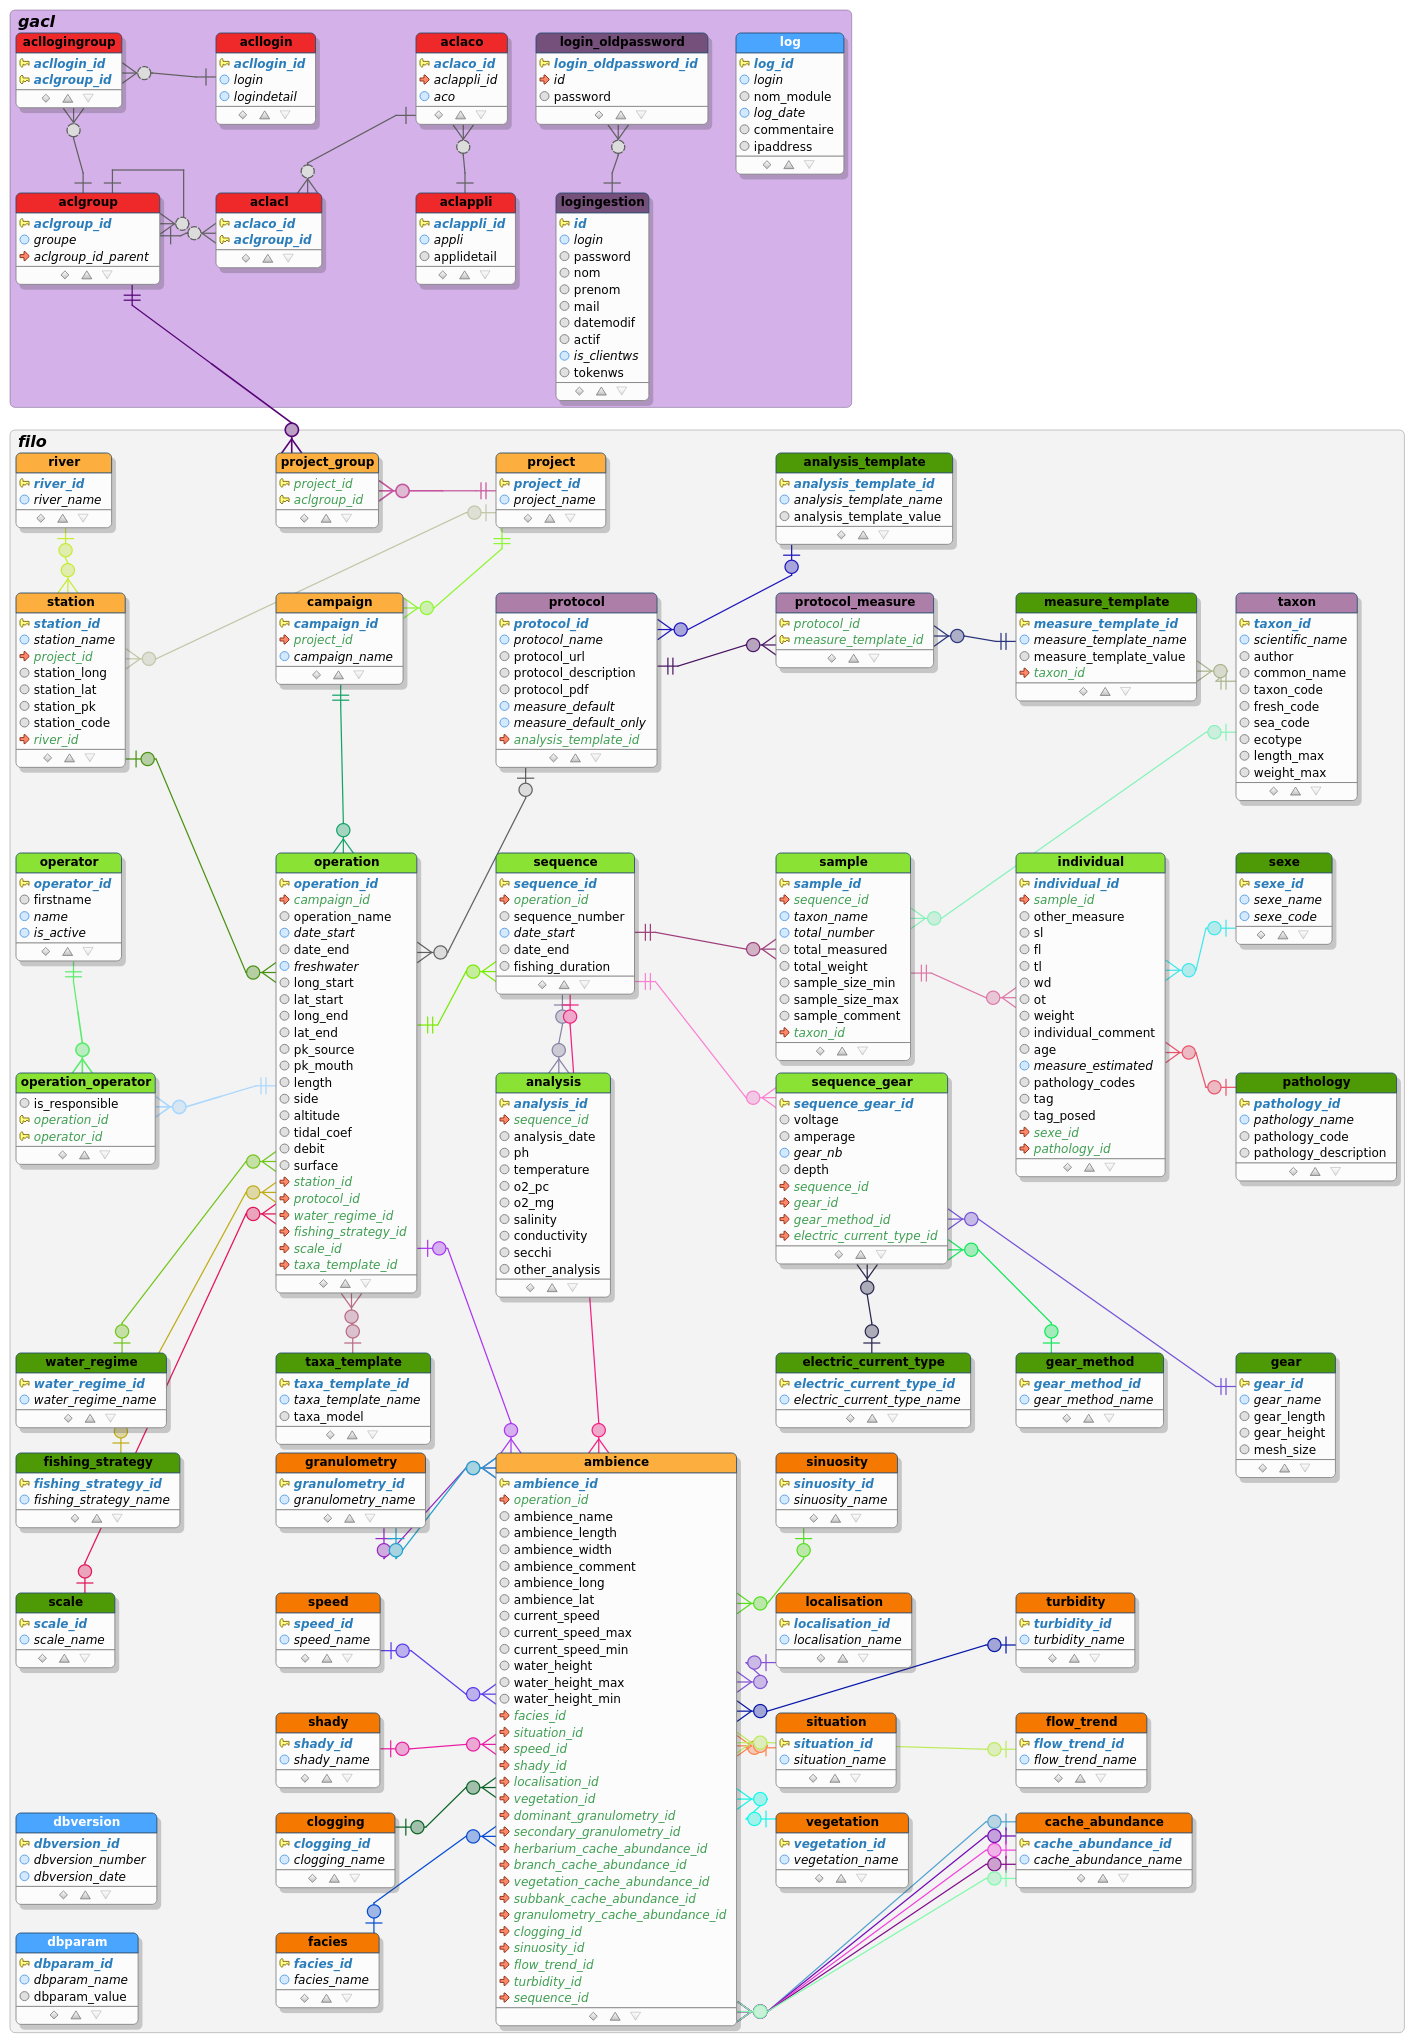 gacl
acllogingroup
acllogin_id
aclgroup_id
acllogin
acllogin_id
login
logindetail
aclaco
aclaco_id
aclappli_id
aco
login_oldpassword
login_oldpassword_id
id
password
log
log_id
login
nom_module
log_date
commentaire
ipaddress
aclgroup
aclgroup_id
groupe
aclgroup_id_parent
aclacl
aclaco_id
aclgroup_id
aclappli
aclappli_id
appli
applidetail
logingestion
id
login
password
nom
prenom
mail
datemodif
actif
is_clientws
tokenws
filo
river
river_id
river_name
project_group
project_id
aclgroup_id
project
project_id
project_name
analysis_template
analysis_template_id
analysis_template_name
analysis_template_value
station
station_id
station_name
project_id
station_long
station_lat
station_pk
station_code
river_id
campaign
campaign_id
project_id
campaign_name
protocol
protocol_id
protocol_name
protocol_url
protocol_description
protocol_pdf
measure_default
measure_default_only
analysis_template_id
protocol_measure
protocol_id
measure_template_id
measure_template
measure_template_id
measure_template_name
measure_template_value
taxon_id
taxon
taxon_id
scientific_name
author
common_name
taxon_code
fresh_code
sea_code
ecotype
length_max
weight_max
operator
operator_id
firstname
name
is_active
operation
operation_id
campaign_id
operation_name
date_start
date_end
freshwater
long_start
lat_start
long_end
lat_end
pk_source
pk_mouth
length
side
altitude
tidal_coef
debit
surface
station_id
protocol_id
water_regime_id
fishing_strategy_id
scale_id
taxa_template_id
sequence
sequence_id
operation_id
sequence_number
date_start
date_end
fishing_duration
sample
sample_id
sequence_id
taxon_name
total_number
total_measured
total_weight
sample_size_min
sample_size_max
sample_comment
taxon_id
individual
individual_id
sample_id
other_measure
sl
fl
tl
wd
ot
weight
individual_comment
age
measure_estimated
pathology_codes
tag
tag_posed
sexe_id
pathology_id
sexe
sexe_id
sexe_name
sexe_code
operation_operator
is_responsible
operation_id
operator_id
analysis
analysis_id
sequence_id
analysis_date
ph
temperature
o2_pc
o2_mg
salinity
conductivity
secchi
other_analysis
sequence_gear
sequence_gear_id
voltage
amperage
gear_nb
depth
sequence_id
gear_id
gear_method_id
electric_current_type_id
pathology
pathology_id
pathology_name
pathology_code
pathology_description
water_regime
water_regime_id
water_regime_name
taxa_template
taxa_template_id
taxa_template_name
taxa_model
electric_current_type
electric_current_type_id
electric_current_type_name
gear_method
gear_method_id
gear_method_name
gear
gear_id
gear_name
gear_length
gear_height
mesh_size
fishing_strategy
fishing_strategy_id
fishing_strategy_name
granulometry
granulometry_id
granulometry_name
ambience
ambience_id
operation_id
ambience_name
ambience_length
ambience_width
ambience_comment
ambience_long
ambience_lat
current_speed
current_speed_max
current_speed_min
water_height
water_height_max
water_height_min
facies_id
situation_id
speed_id
shady_id
localisation_id
vegetation_id
dominant_granulometry_id
secondary_granulometry_id
herbarium_cache_abundance_id
branch_cache_abundance_id
vegetation_cache_abundance_id
subbank_cache_abundance_id
granulometry_cache_abundance_id
clogging_id
sinuosity_id
flow_trend_id
turbidity_id
sequence_id
sinuosity
sinuosity_id
sinuosity_name
scale
scale_id
scale_name
speed
speed_id
speed_name
localisation
localisation_id
localisation_name
turbidity
turbidity_id
turbidity_name
shady
shady_id
shady_name
situation
situation_id
situation_name
flow_trend
flow_trend_id
flow_trend_name
dbversion
dbversion_id
dbversion_number
dbversion_date
clogging
clogging_id
clogging_name
vegetation
vegetation_id
vegetation_name
cache_abundance
cache_abundance_id
cache_abundance_name
dbparam
dbparam_id
dbparam_name
dbparam_value
facies
facies_id
facies_name